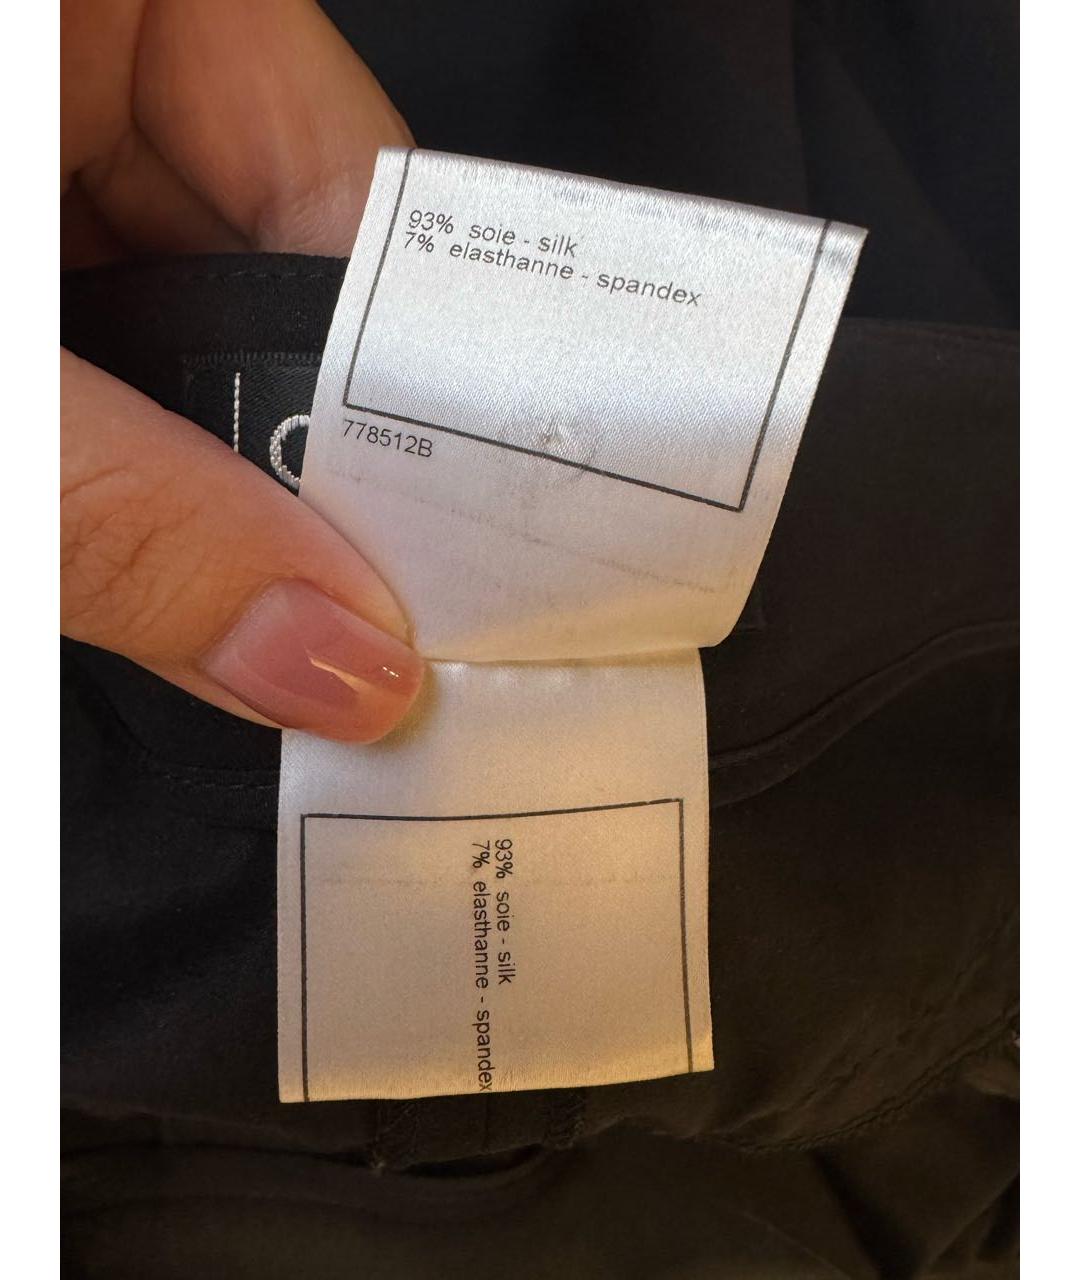 93% soie - silk
7% elasthanne - spandex
778512B
93% soie - silk
7% elasthanne - spandex